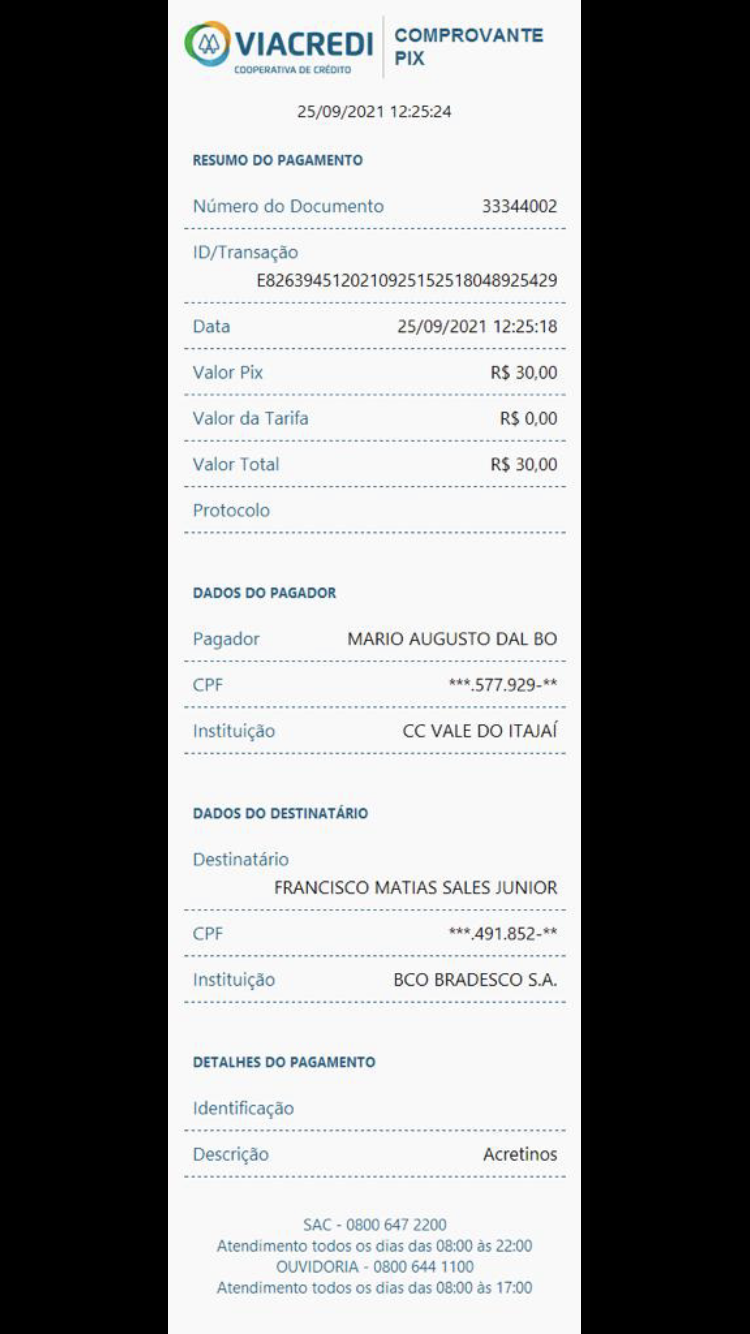 VIACREDI
COOPERATIVA DE CRÉDITO
COMPROVANTE
PIX
25/09/2021 12:25:24
RESUMO DO PAGAMENTO
Número do Documento 33344002
ID/Transação
E8263945120210925152518048925429
Data 25/09/2021 12:25:18
Valor Pix R$ 30,00
Valor da Tarifa R$ 0,00
Valor Total R$ 30,00
Protocolo
DADOS DO PAGADOR
Pagador MARIO AUGUSTO DAL BO
CPF ***.577.929-**
Instituição CC VALE DO ITAJAÍ
DADOS DO DESTINATÁRIO
Destinatário
FRANCISCO MATIAS SALES JUNIOR
CPF ***.491.852-**
Instituição BCO BRADESCO S.A.
DETALHES DO PAGAMENTO
Identificação
Descrição Acretinos
SAC - 0800 647 2200
Atendimento todos os dias das 08:00 às 22:00
OUVIDORIA - 0800 644 1100
Atendimento todos os dias das 08:00 às 17:00